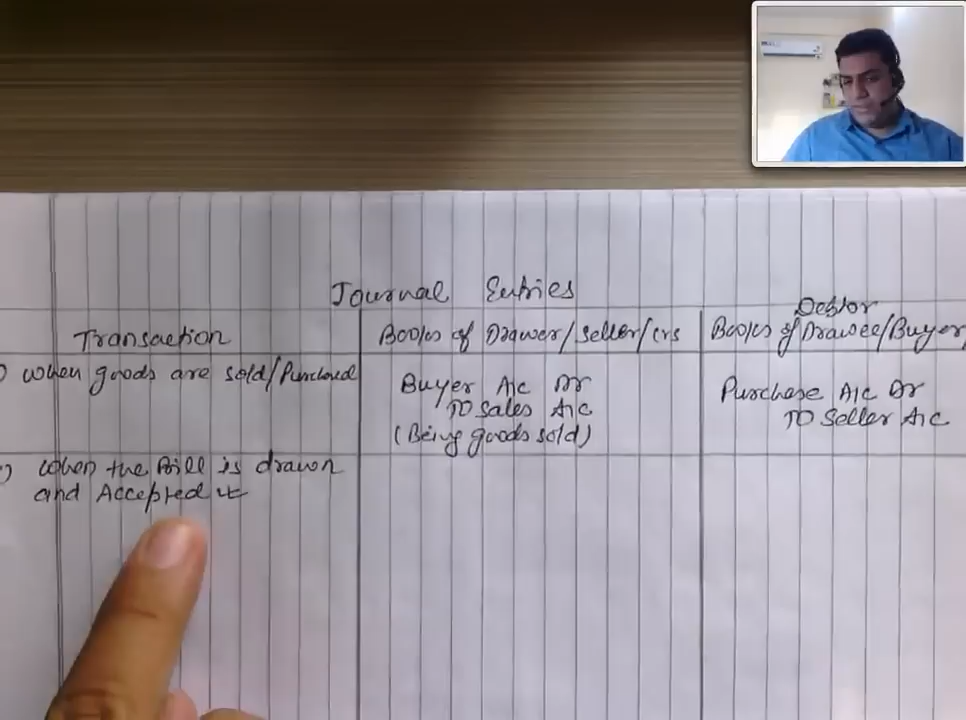 Journal Entries
Transaction
Books of Drawer/Seller/Crs
Debtor
Books of Drawee/Buyer
) when goods are sold/Purchased
Buyer A/c Dr
TO Sales A/c
(Being goods sold)
Purchase A/c Dr
TO Seller A/c
) when the Bill is drawn
and Accepted it